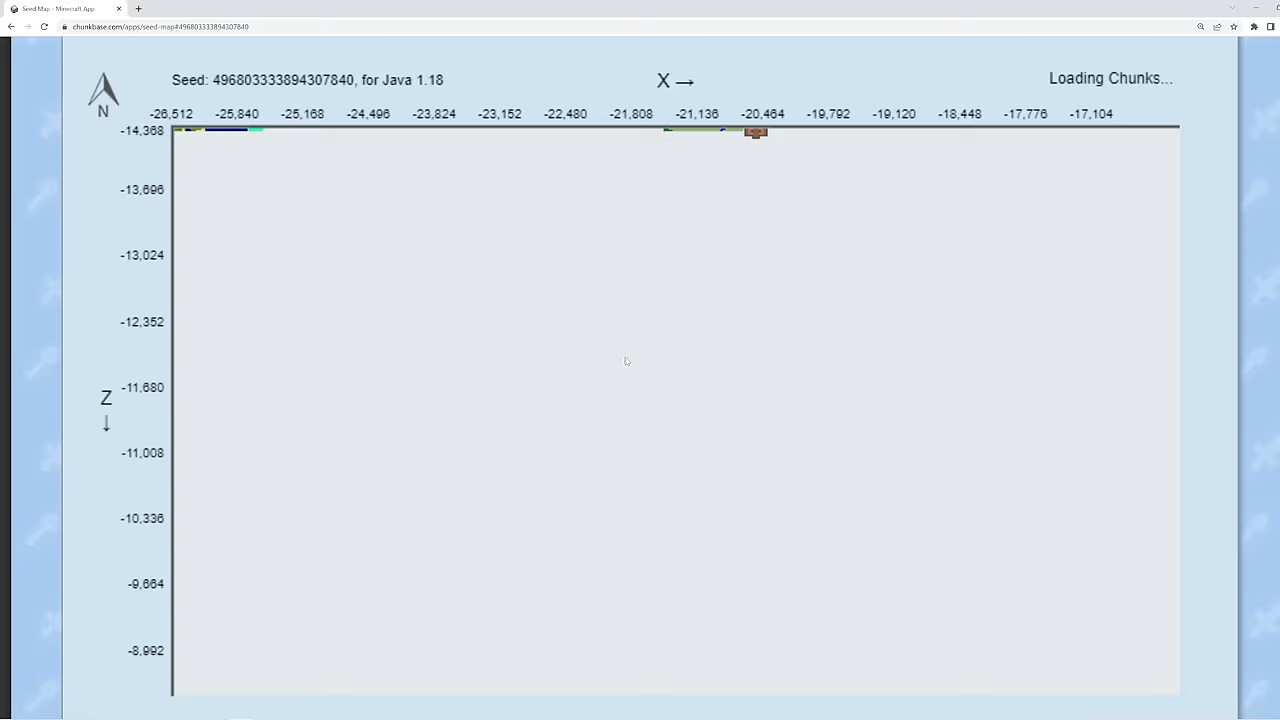 Seed Map - Minecraft App
chunkbase.com/apps/seed-map#496803333894307840
Seed: 496803333894307840, for Java 1.18
X →
Loading Chunks...
N
-26,512 -25,840 -25,168 -24,496 -23,824 -23,152 -22,480 -21,808 -21,136 -20,464 -19,792 -19,120 -18,448 -17,776 -17,104
-14,368
-13,696
-13,024
-12,352
-11,680
Z
↓
-11,008
-10,336
-9,664
-8,992